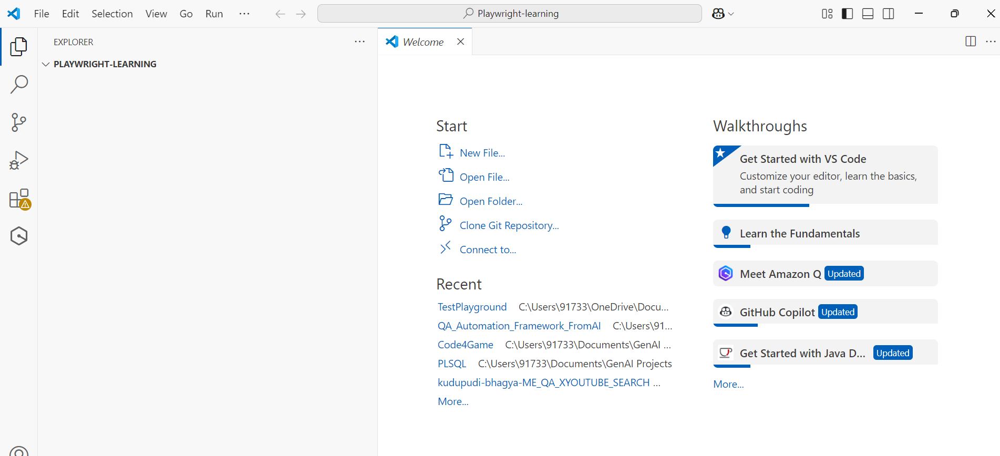 File Edit Selection View Go Run ...
Playwright-learning
EXPLORER
PLAYWRIGHT-LEARNING
Welcome
Start
New File...
Open File...
Open Folder...
Clone Git Repository...
Connect to...
Recent
TestPlayground C:\Users\91733\OneDrive\Docu...
QA_Automation_Framework_FromAI C:\Users\91...
Code4Game C:\Users\91733\Documents\GenAI ...
PLSQL C:\Users\91733\Documents\GenAI Projects
kudupudi-bhagya-ME_QA_XYOUTUBE_SEARCH ...
More...
Walkthroughs
Get Started with VS Code
Customize your editor, learn the basics,
and start coding
Learn the Fundamentals
Meet Amazon Q Updated
GitHub Copilot Updated
Get Started with Java D... Updated
More...